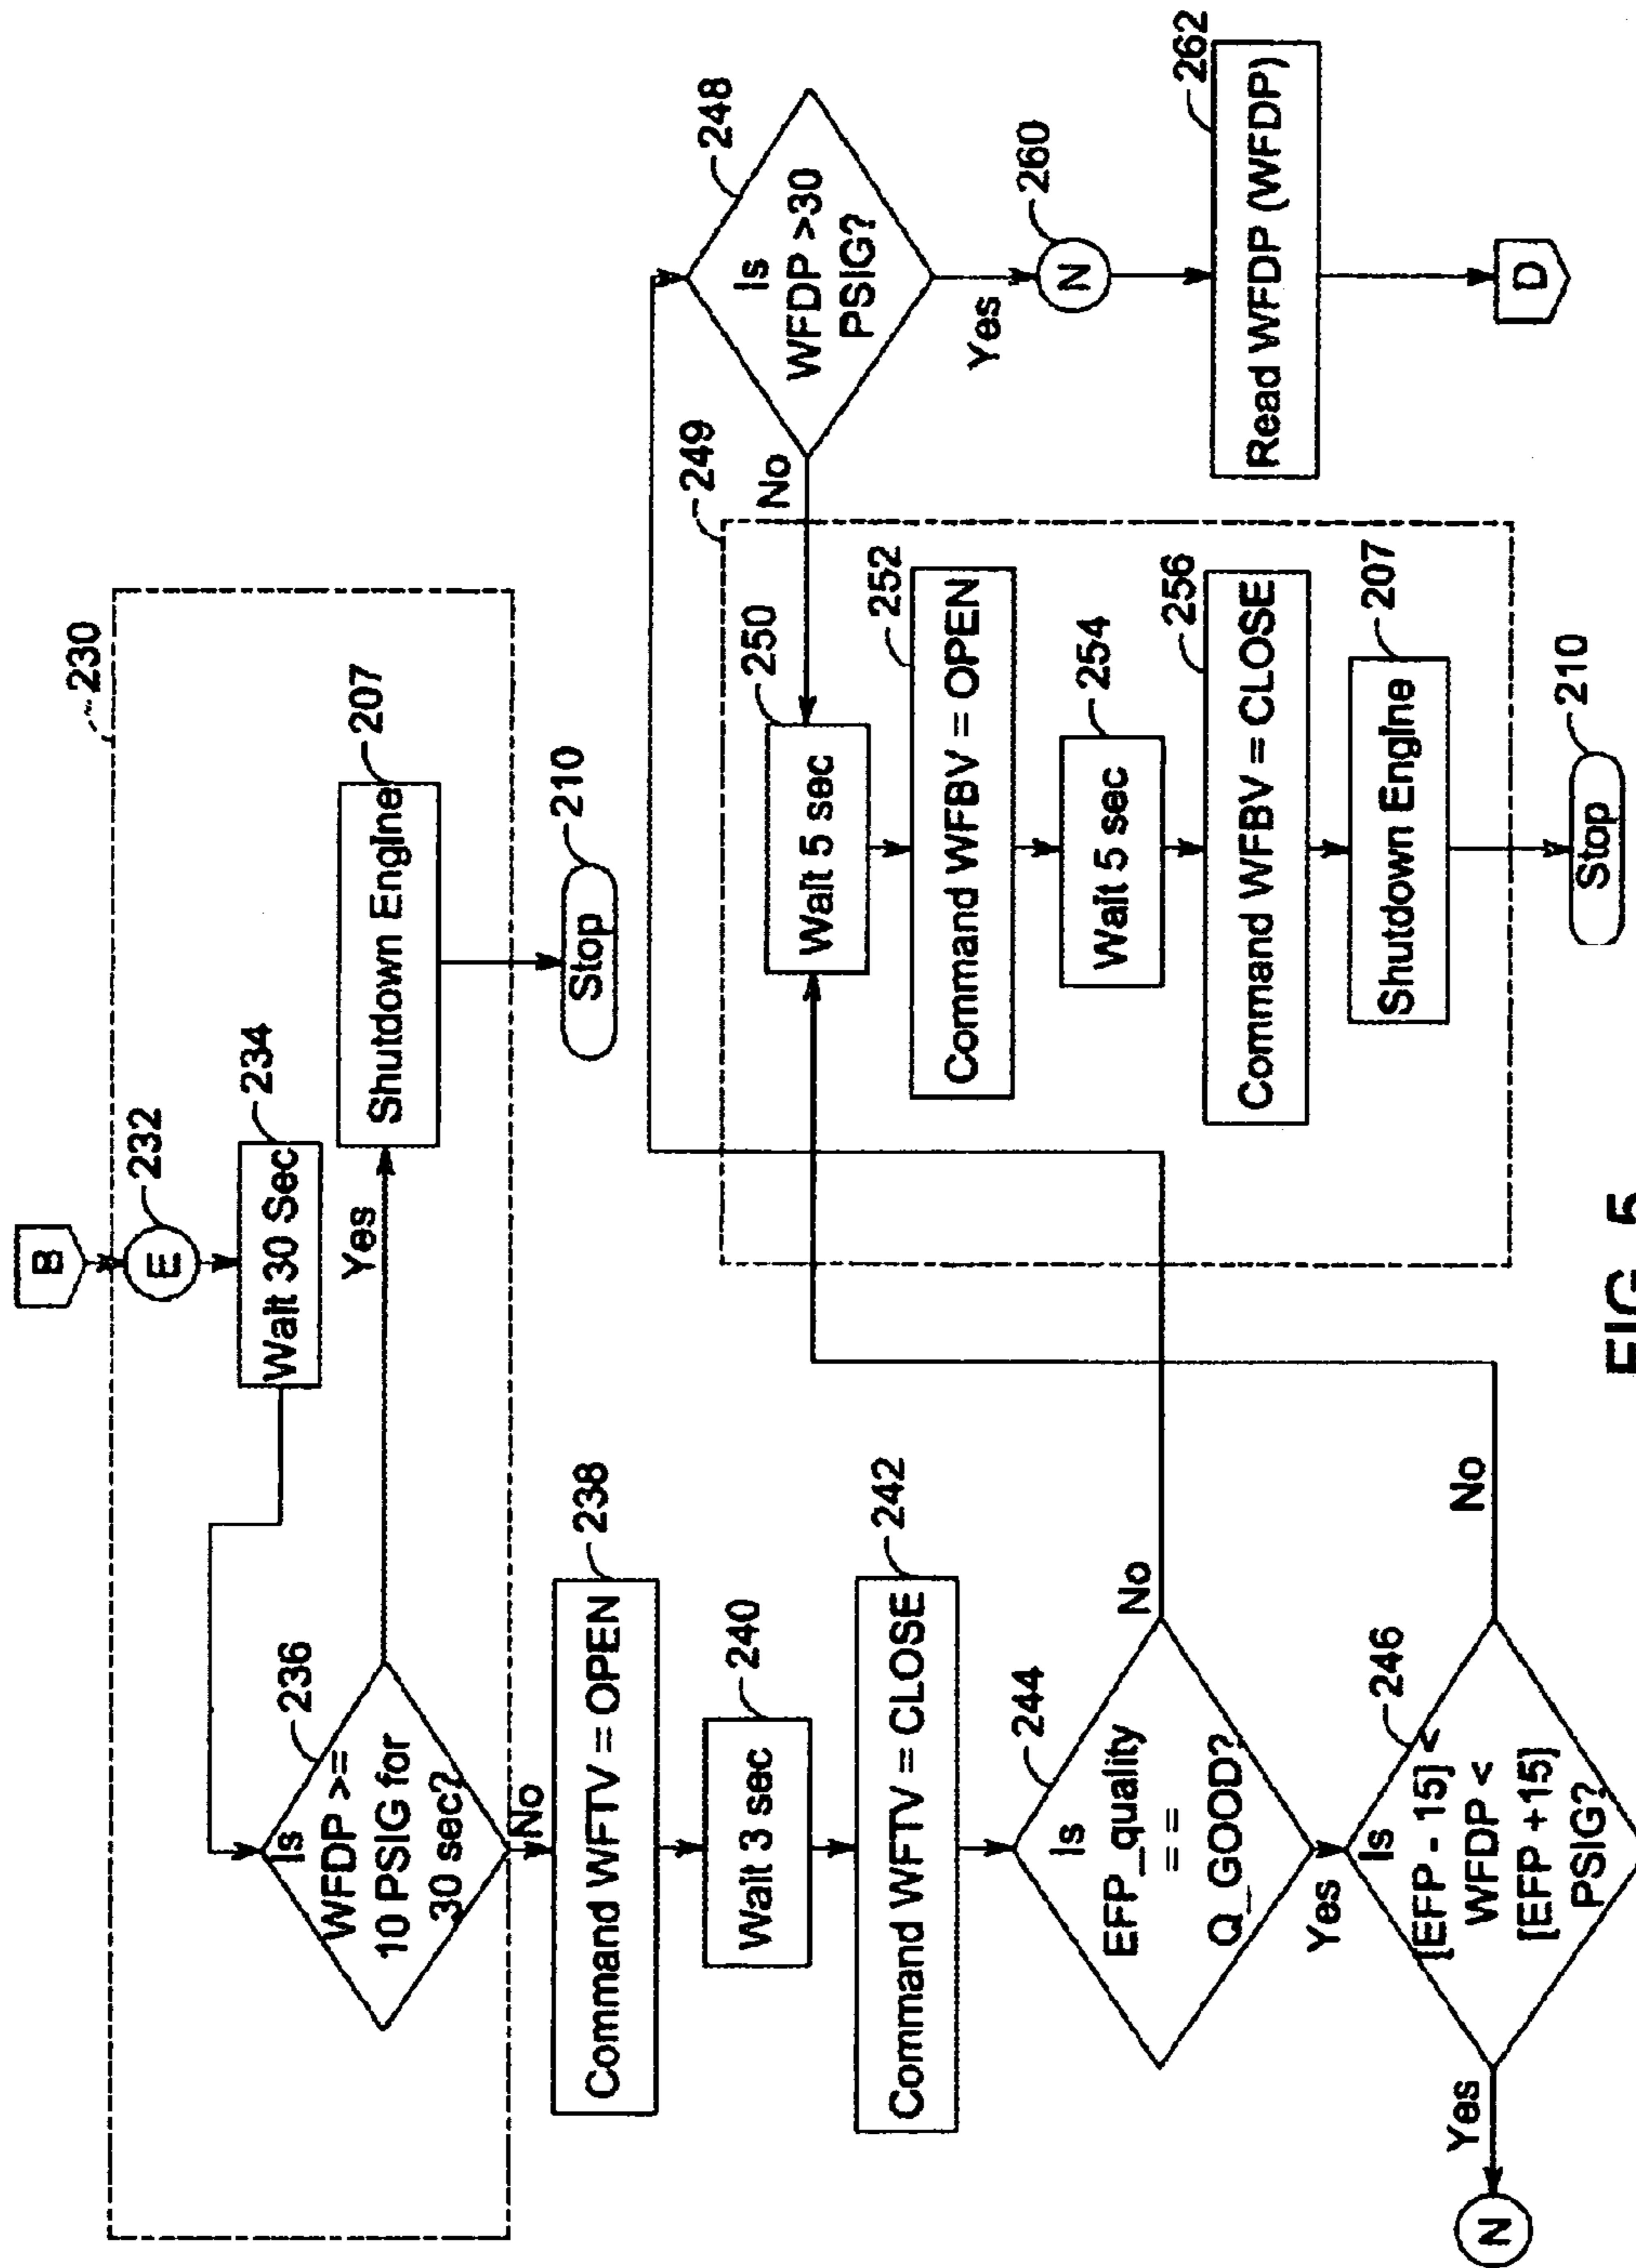 B
230
E
232
Wait 30 Sec
234
Is
WFDP >=
10 PSIG for
30 sec?
236
Yes
Shutdown Engine
207
Stop
210
No
Command WFTV = OPEN
238
Wait 3 sec
240
Command WFTV = CLOSE
242
Is
EFP_quality
==
Q_GOOD?
244
No
Yes
Is
[EFP - 15] <
WFDP <
[EFP +15]
PSIG?
246
No
Yes
N
Is
WFDP >30
PSIG?
248
No
Yes
249
Wait 5 sec
250
Command WFBV = OPEN
252
Wait 5 sec
254
Command WFBV = CLOSE
256
Shutdown Engine
207
Stop
210
N
260
Read WFDP (WFDP)
262
D
FIG. 5